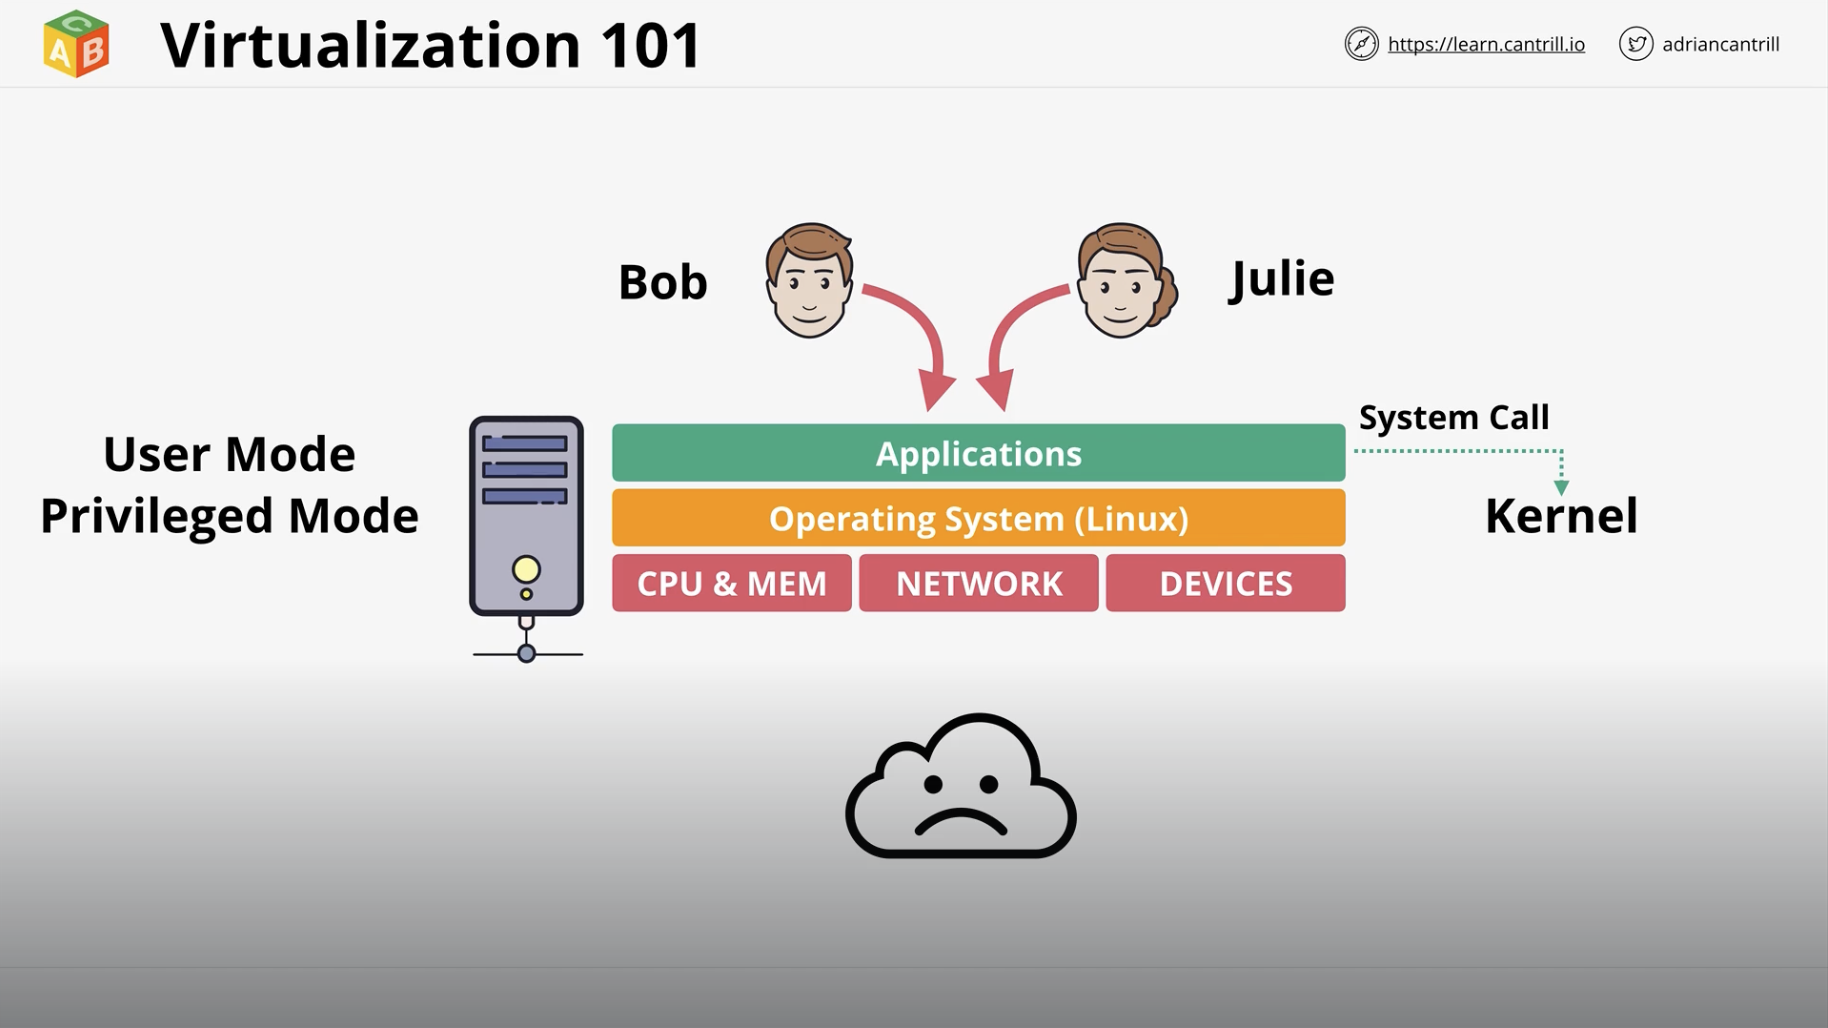 C
A B
Virtualization 101
https://learn.cantrill.io
adriancantrill
Bob
Julie
System Call
User Mode
Privileged Mode
Applications
Operating System (Linux)
CPU & MEM
NETWORK
DEVICES
Kernel